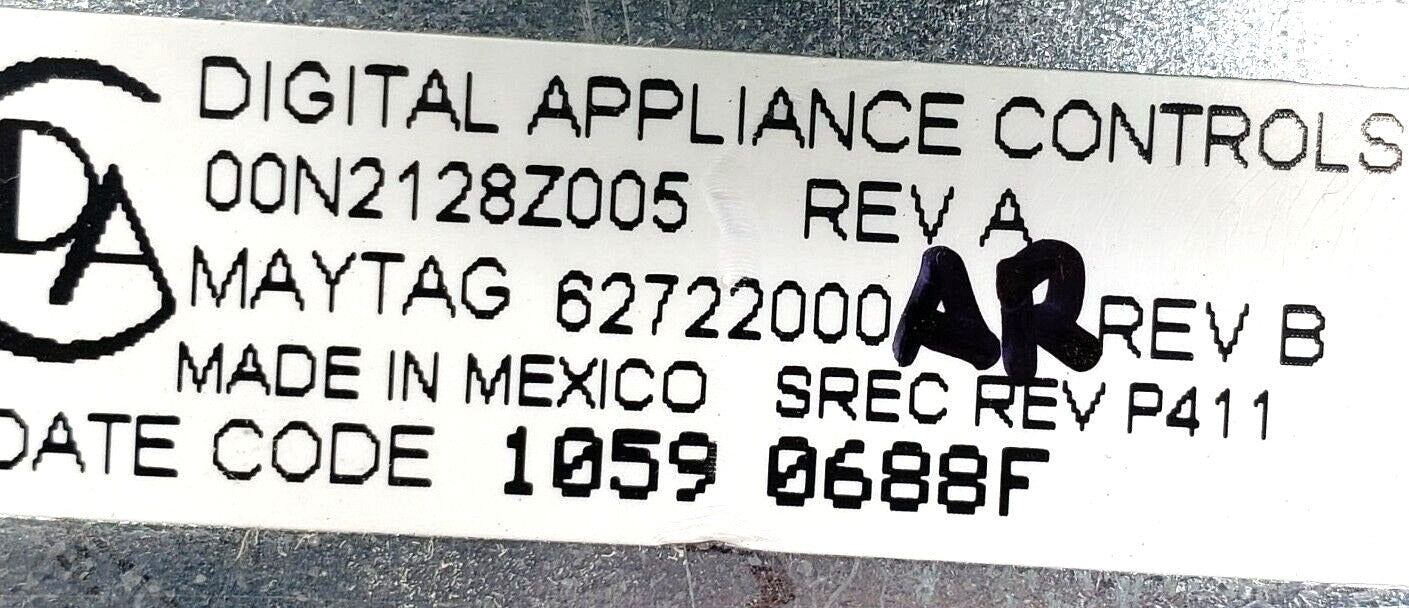 DIGITAL APPLIANCE CONTROLS
00N2128Z005 REV A
DA
MAYTAG 62722000 AR REV B
MADE IN MEXICO SREC REV P411
DATE CODE 1059 0688F